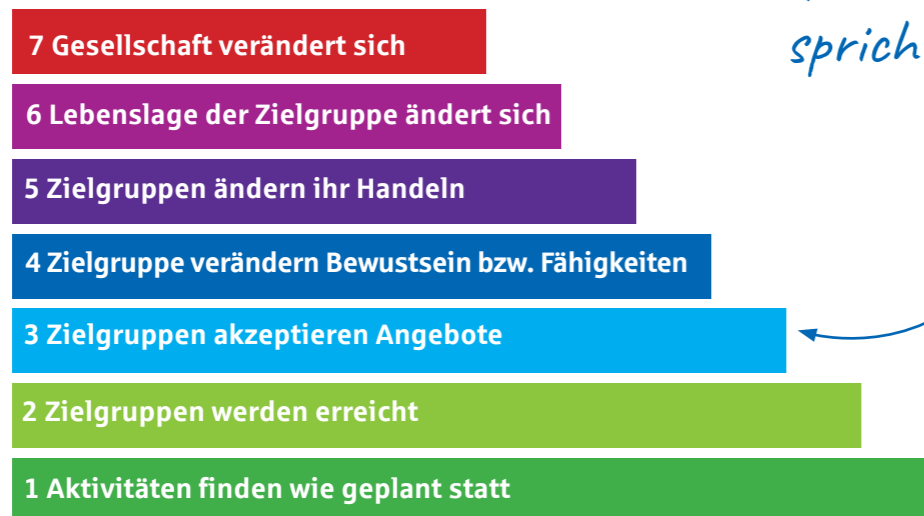 sprich
7 Gesellschaft verändert sich
6 Lebenslage der Zielgruppe ändert sich
5 Zielgruppen ändern ihr Handeln
4 Zielgruppe verändern Bewustsein bzw. Fähigkeiten
3 Zielgruppen akzeptieren Angebote
2 Zielgruppen werden erreicht
1 Aktivitäten finden wie geplant statt